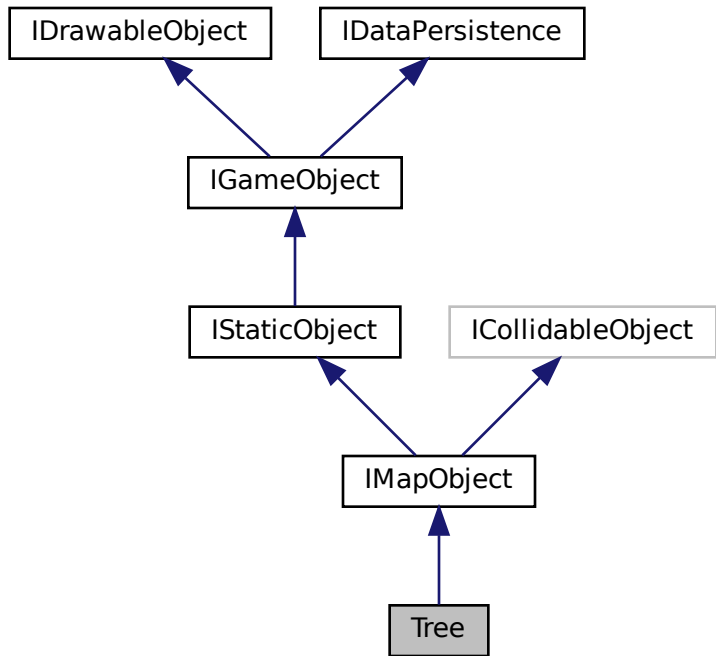 IDrawableObject
IDataPersistence
IGameObject
IStaticObject
ICollidableObject
IMapObject
Tree